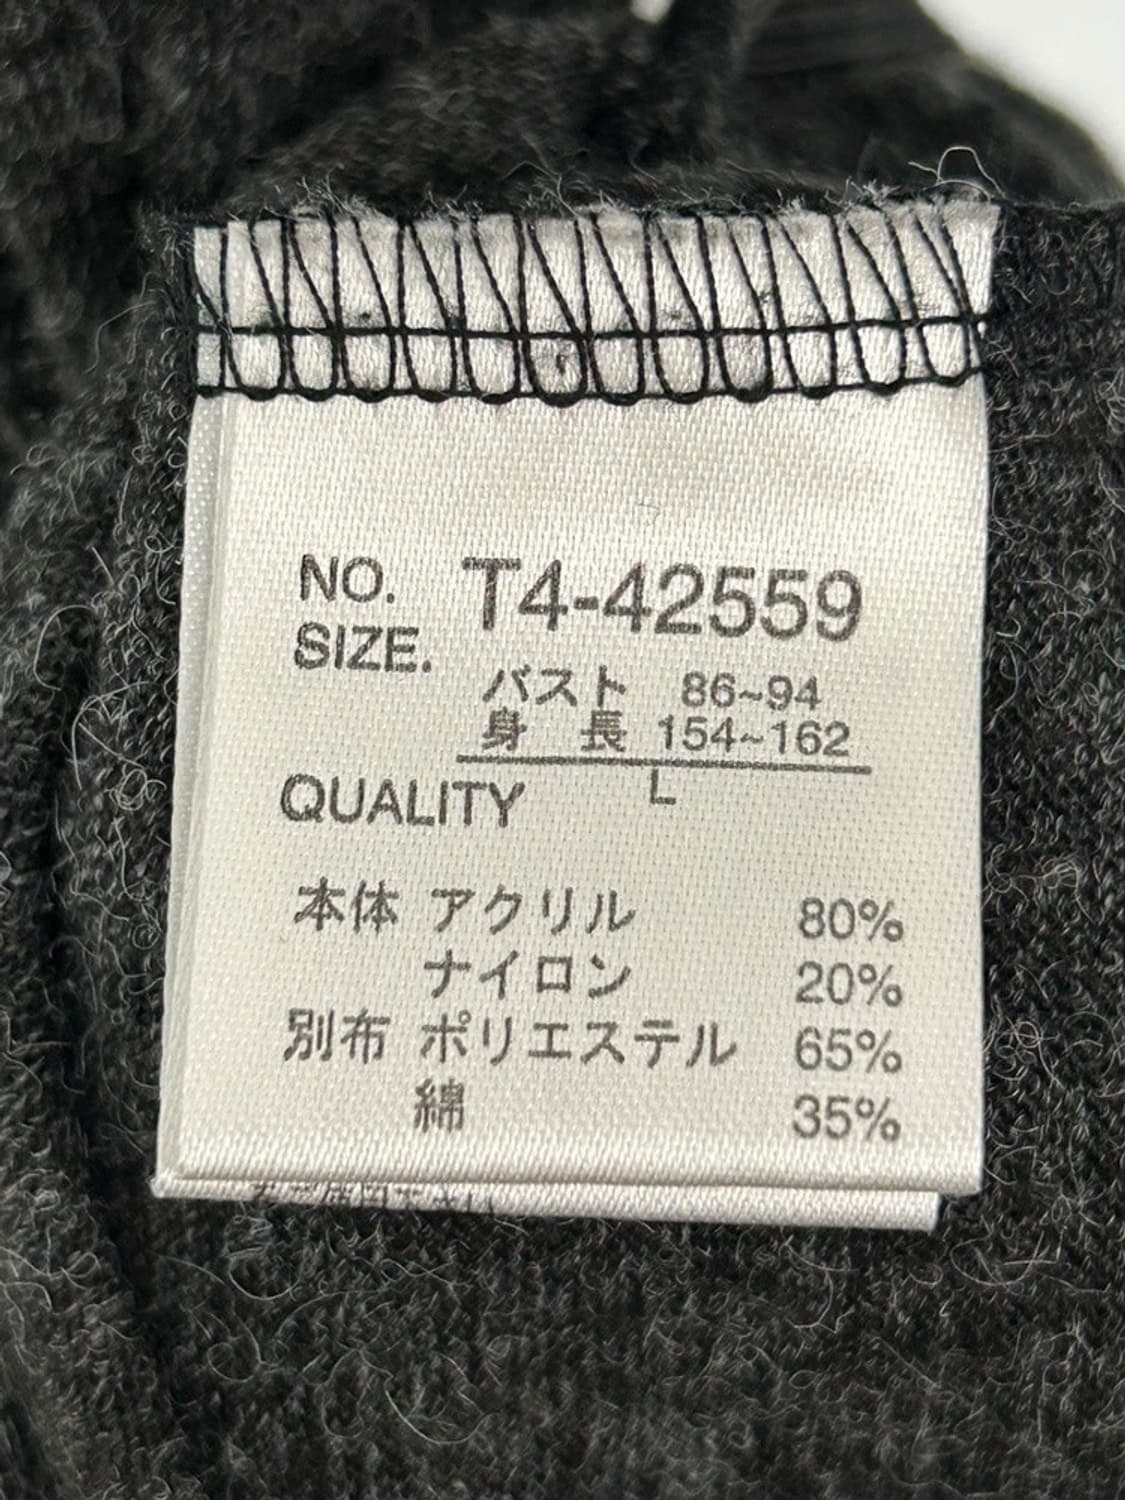 NO. T4-42559
SIZE.
バスト 86~94
身 長 154~162
L
QUALITY
本体 アクリル 80%
ナイロン 20%
別布 ポリエステル 65%
綿 35%